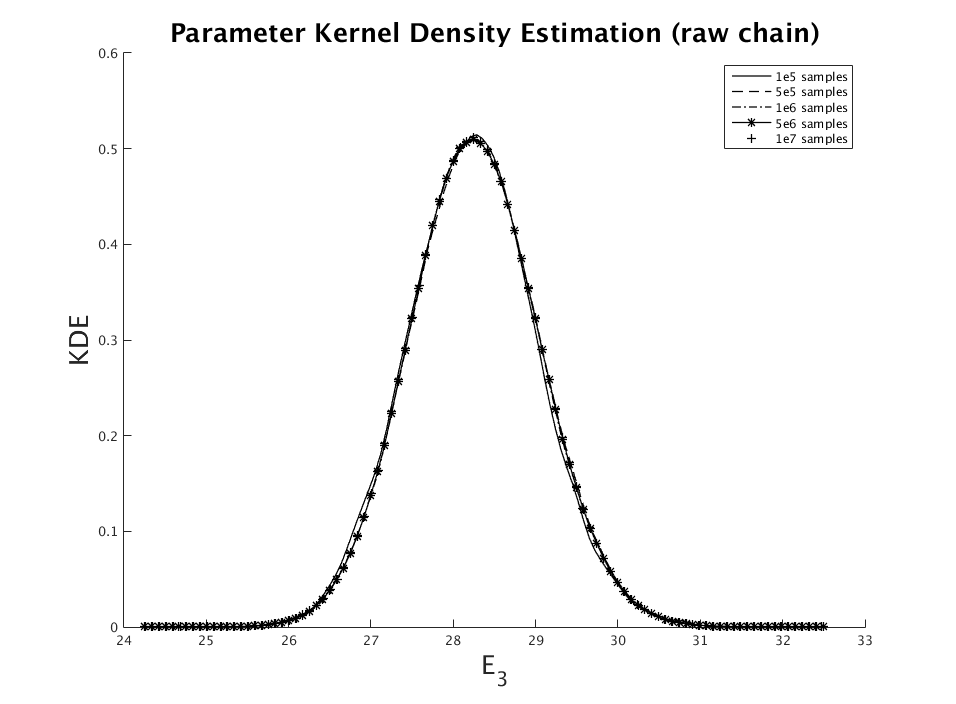 Parameter Kernel Density Estimation (raw chain)
0.6
0.5
0.4
0.3
0.2
0.1
0
KDE
1e5 samples
5e5 samples
1e6 samples
5e6 samples
1e7 samples
24 25 26 27 28 29 30 31 32 33
E3